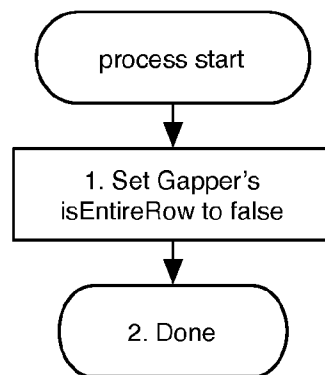 process start
1. Set Gapper's
isEntireRow to false
2. Done